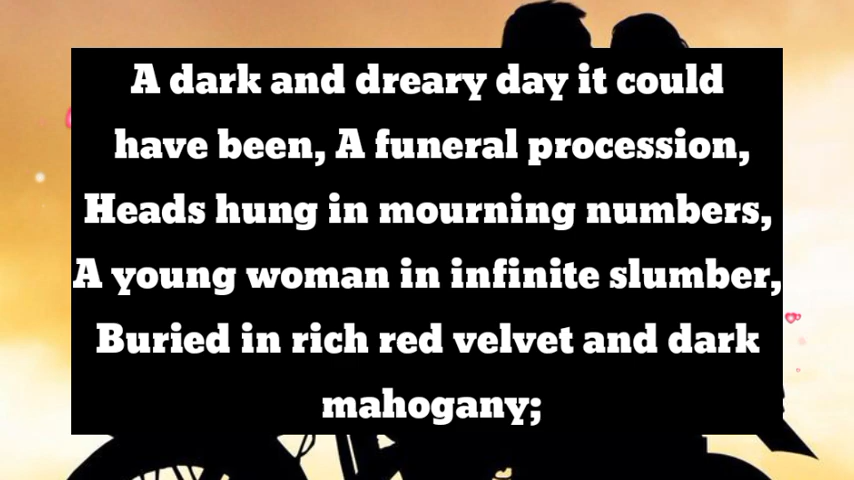 A dark and dreary day it could
have been, A funeral procession,
Heads hung in mourning numbers,
A young woman in infinite slumber,
Buried in rich red velvet and dark
mahogany;